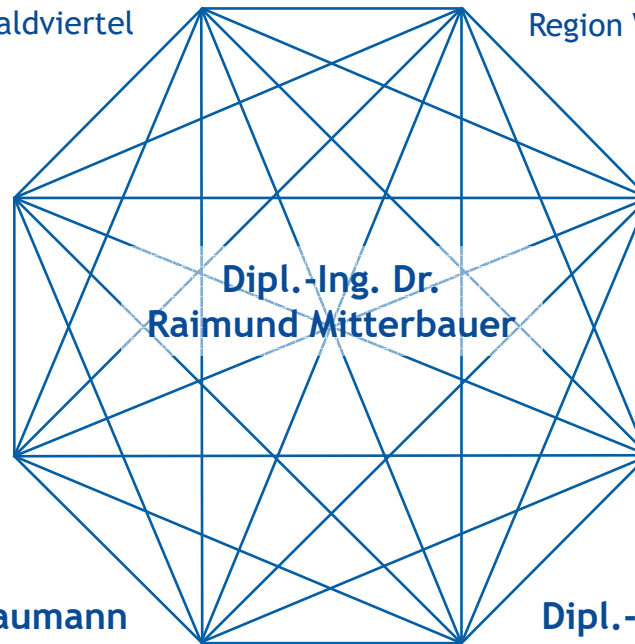 aldviertel
Region
Dipl.-Ing. Dr.
Raimund Mitterbauer
aumann
Dipl.-